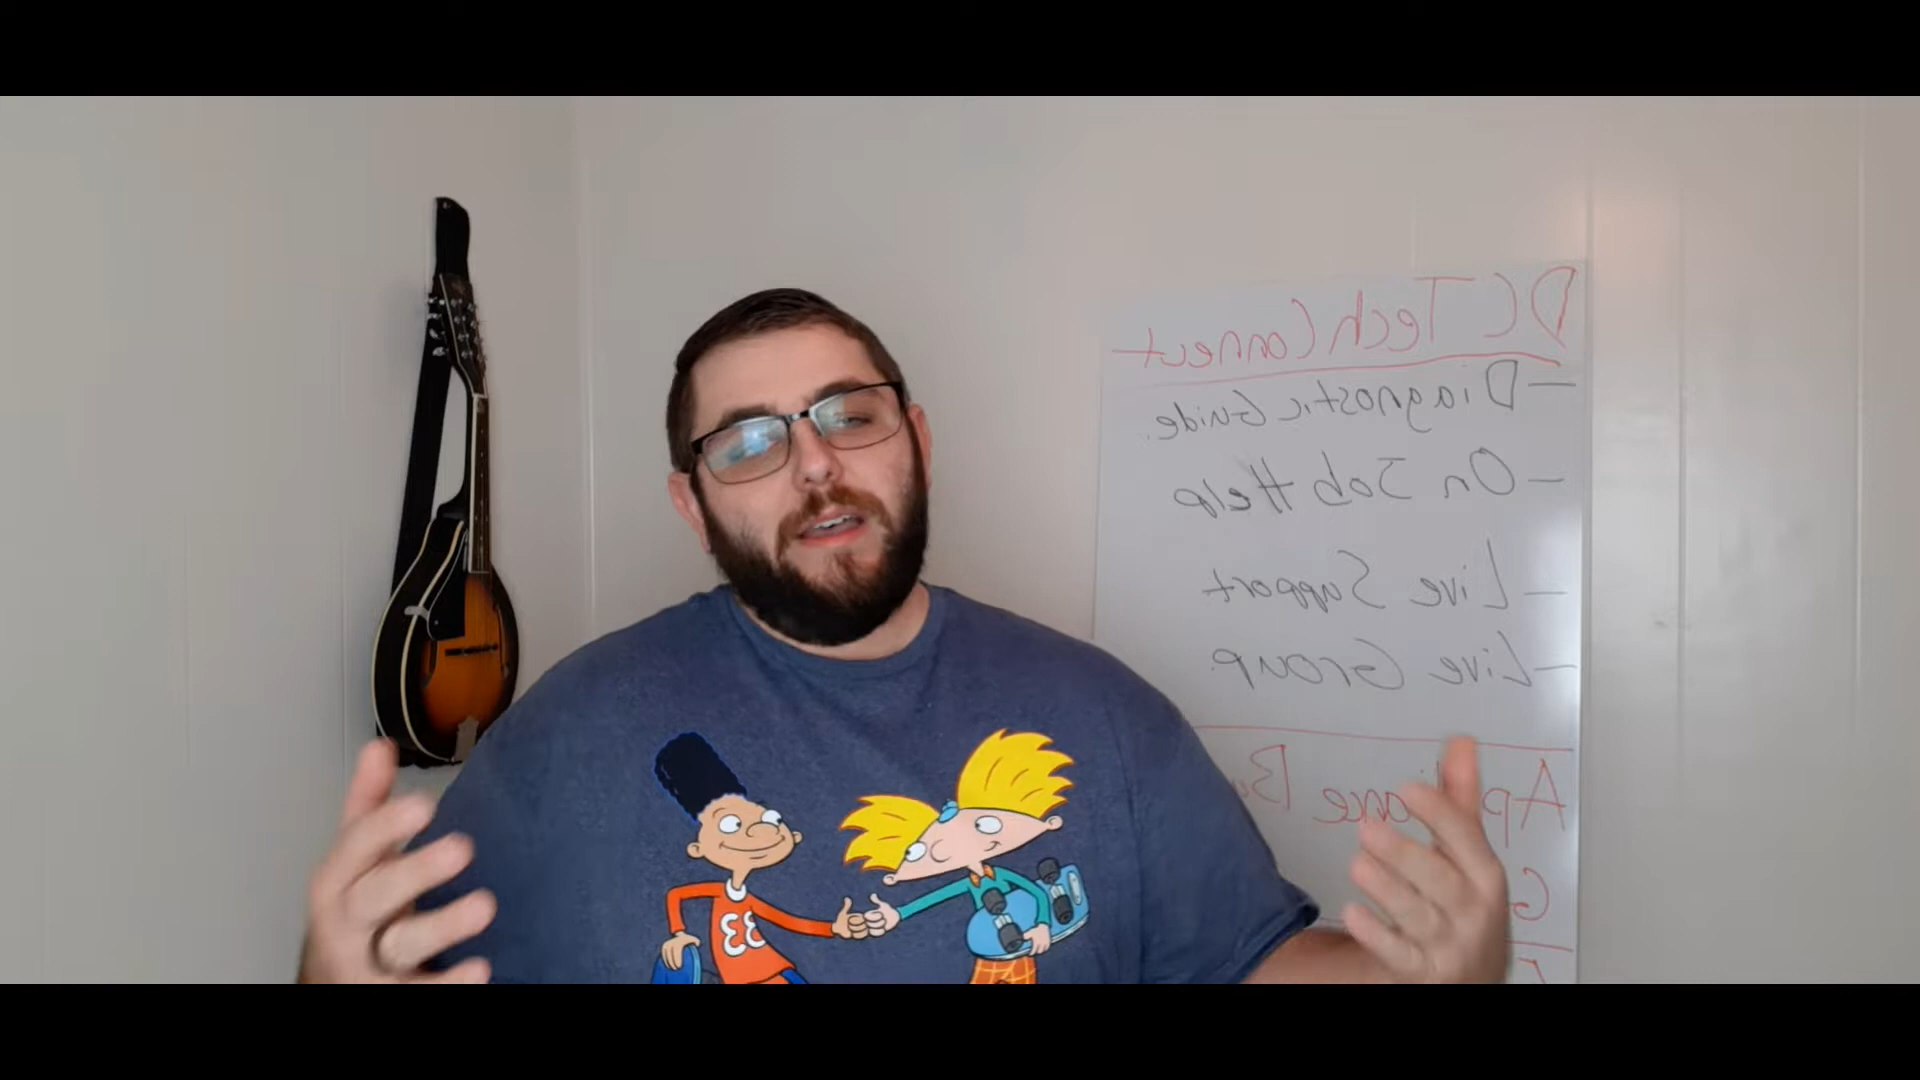 DC Tech Connect
- Diagnostic Guide
- On Job Help
- Live Support
- Live Group
33